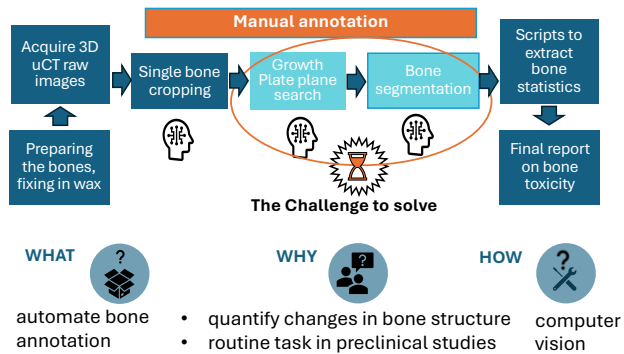 Manual annotation
Acquire 3D
uCT raw
images
Single bone
cropping
Growth
Plate plane
search
Bone
segmentation
Scripts to
extract
bone
statistics
Preparing
the bones,
fixing in wax
Final report
on bone
toxicity
The Challenge to solve
WHAT
?
WHY
?
HOW
?
automate bone
annotation
• quantify changes in bone structure
• routine task in preclinical studies
computer
vision